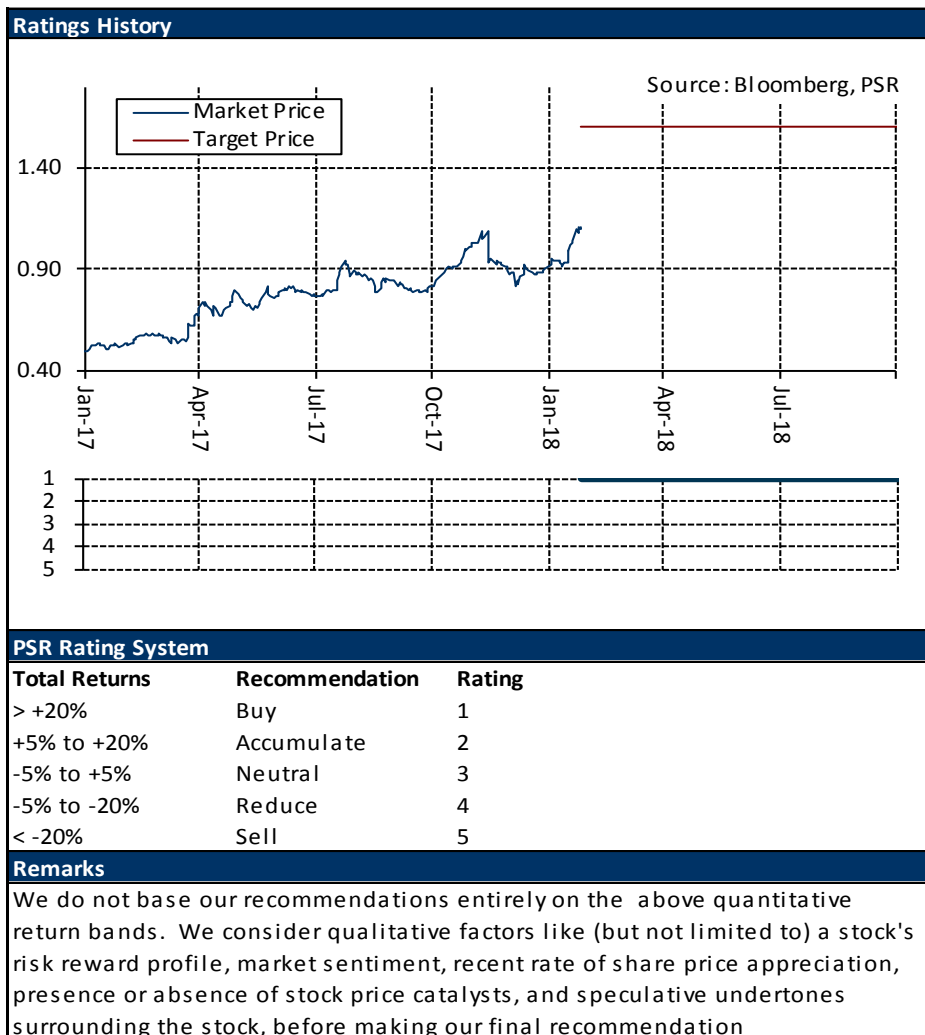 Ratings History
Source: Bloomberg, PSR
Market Price
Target Price
1.40
0.90
0.40
Jan-17
Apr-17
Jul-17
Oct-17
Jan-18
Apr-18
Jul-18
1
2
3
4
5
PSR Rating System
Total Returns Recommendation Rating
> +20% Buy 1
+5% to +20% Accumulate 2
-5% to +5% Neutral 3
-5% to -20% Reduce 4
< -20% Sell 5
Remarks
We do not base our recommendations entirely on the above quantitative
return bands. We consider qualitative factors like (but not limited to) a stock's
risk reward profile, market sentiment, recent rate of share price appreciation,
presence or absence of stock price catalysts, and speculative undertones
surrounding the stock, before making our final recommendation